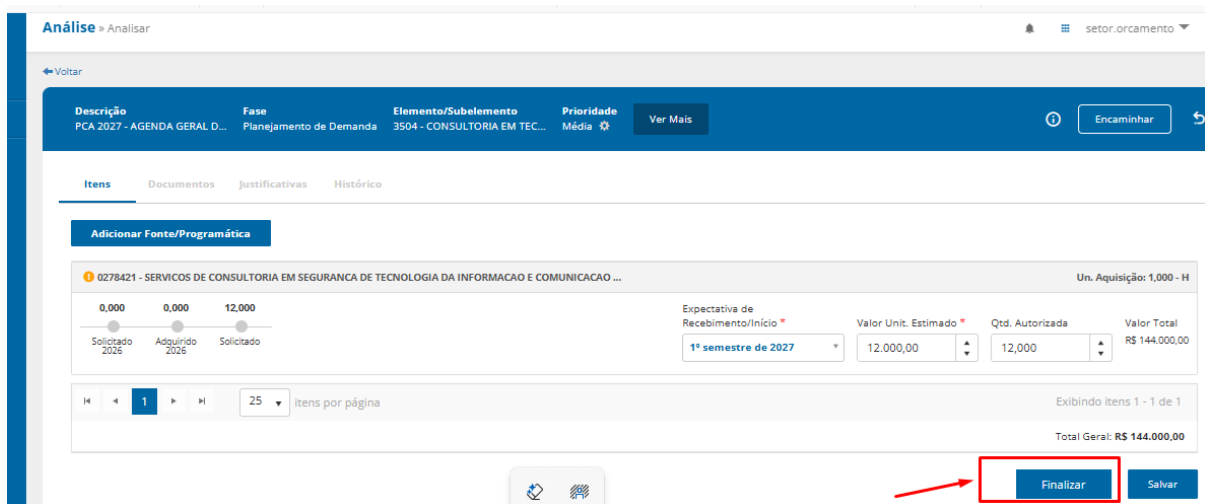 Análise » Analisar
setor.orcamento
Voltar
Descrição Fase Elemento/Subelemento Prioridade
PCA 2027 - AGENDA GERAL D... Planejamento de Demanda 3504 - CONSULTORIA EM TEC... Média Ver Mais Encaminhar
Itens Documentos Justificativas Histórico
Adicionar Fonte/Programática
0278421 - SERVICOS DE CONSULTORIA EM SEGURANCA DE TECNOLOGIA DA INFORMACAO E COMUNICACAO ... Un. Aquisição: 1,000 - H
0,000 0,000 12,000
Solicitado 2026 Adquirido 2026 Solicitado
Expectativa de
Recebimento/Início * Valor Unit. Estimado * Qtd. Autorizada Valor Total
1º semestre de 2027 12.000,00 12,000 R$ 144.000,00
1 25 itens por página Exibindo itens 1 - 1 de 1
Total Geral: R$ 144.000,00
Finalizar Salvar